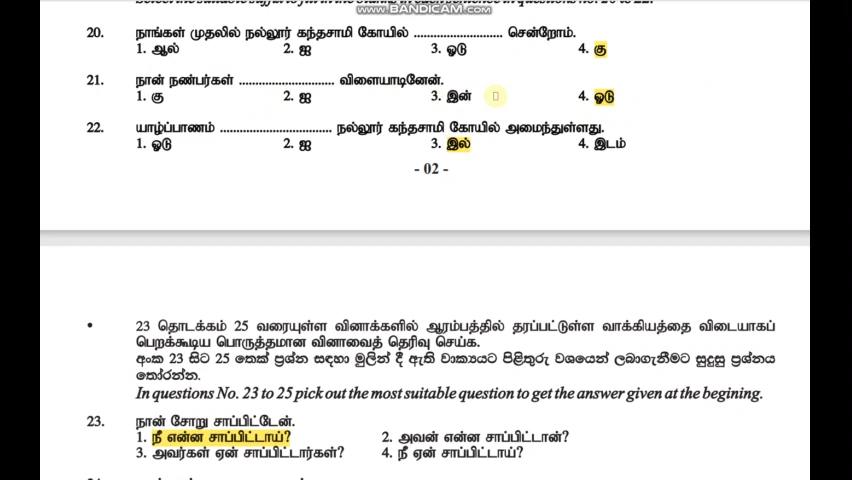 www.BANDICAM.com
20. நாங்கள் முதலில் நல்லூர் கந்தசாமி கோயில் ........................... சென்றோம்.
1. ஆல் 2. ஐ 3. ஓடு 4. கு
21. நான் நண்பர்கள் ............................. விளையாடினேன்.
1. கு 2. ஐ 3. இன் 4. ஓடு
22. யாழ்ப்பாணம் .................................. நல்லூர் கந்தசாமி கோயில் அமைந்துள்ளது.
1. ஓடு 2. ஐ 3. இல் 4. இடம்
- 02 -
• 23 தொடக்கம் 25 வரையுள்ள வினாக்களில் ஆரம்பத்தில் தரப்பட்டுள்ள வாக்கியத்தை விடையாகப்
பெறக்கூடிய பொருத்தமான வினாவைத் தெரிவு செய்க.
අංක 23 සිට 25 තෙක් ප්‍රශ්න සඳහා මුලින් දී ඇති වාක්‍යයට පිළිතුරු වශයෙන් ලබාගැනීමට සුදුසු ප්‍රශ්නය
තෝරන්න.
In questions No. 23 to 25 pick out the most suitable question to get the answer given at the begining.
23. நான் சோறு சாப்பிட்டேன்.
1. நீ என்ன சாப்பிட்டாய்? 2. அவன் என்ன சாப்பிட்டான்?
3. அவர்கள் ஏன் சாப்பிட்டார்கள்? 4. நீ ஏன் சாப்பிட்டாய்?